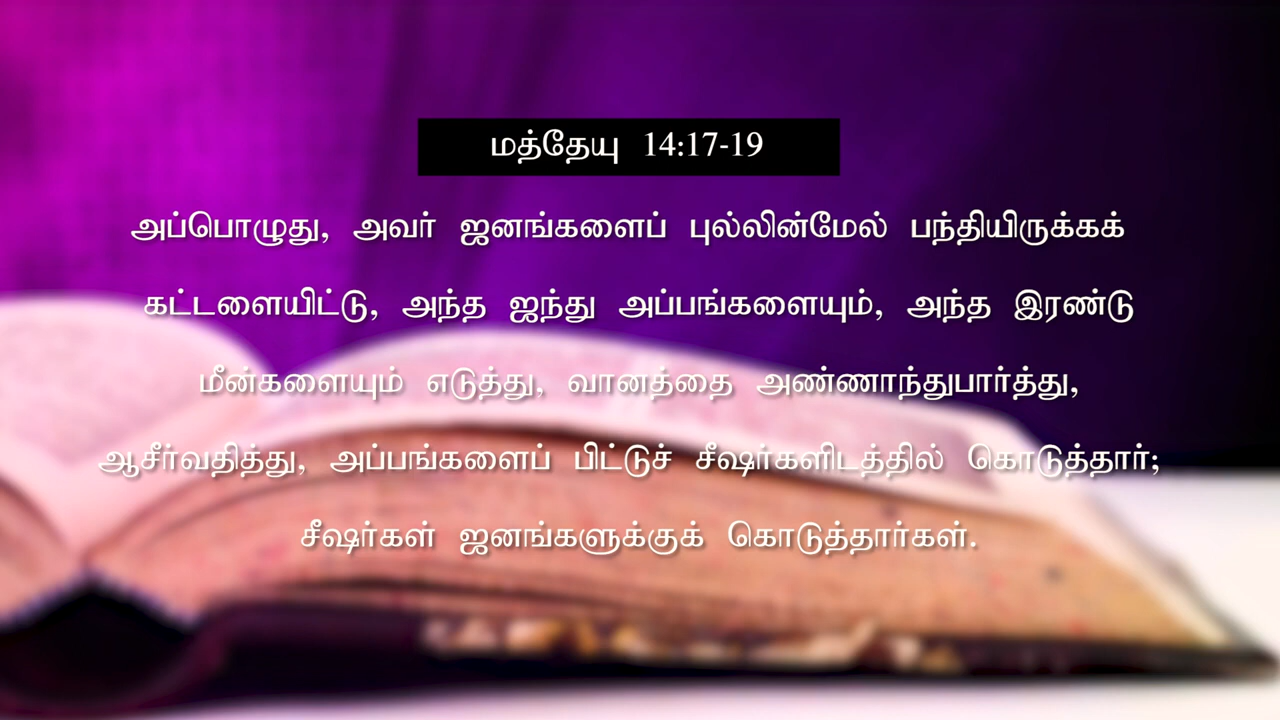 மத்தேயு 14:17-19
அப்பொழுது, அவர் ஜனங்களைப் புல்லின்மேல் பந்தியிருக்கக்
கட்டளையிட்டு, அந்த ஐந்து அப்பங்களையும், அந்த இரண்டு
மீன்களையும் எடுத்து, வானத்தை அண்ணாந்துபார்த்து,
ஆசீர்வதித்து, அப்பங்களைப் பிட்டுச் சீஷர்களிடத்தில் கொடுத்தார்;
சீஷர்கள் ஜனங்களுக்குக் கொடுத்தார்கள்.